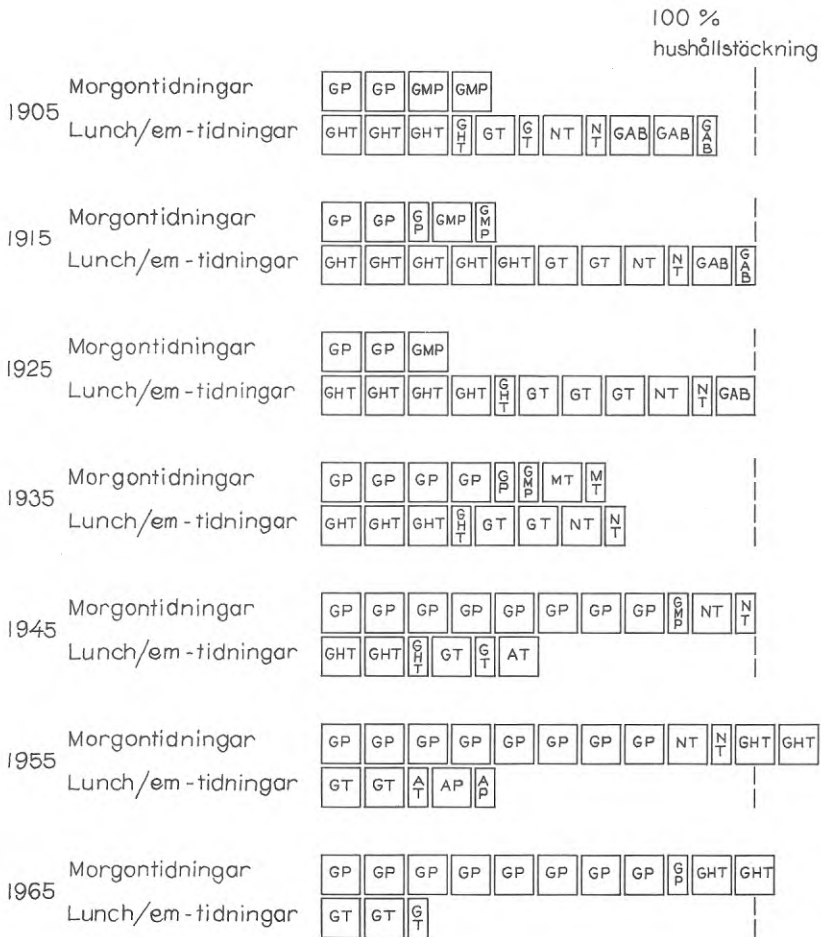 100 %
hushållstäckning
1905
Morgontidningar GP GP GMP GMP
Lunch/em-tidningar GHT GHT GHT GHT GT GT NT NT GAB GAB GAB
1915
Morgontidningar GP GP GP GMP GMP
Lunch/em-tidningar GHT GHT GHT GHT GHT GT GT NT NT GAB GAB
1925
Morgontidningar GP GP GMP
Lunch/em-tidningar GHT GHT GHT GHT GHT GT GT GT NT NT GAB
1935
Morgontidningar GP GP GP GP GP GMP MT MT
Lunch/em-tidningar GHT GHT GHT GHT GT GT NT NT
1945
Morgontidningar GP GP GP GP GP GP GP GP GMP NT NT
Lunch/em-tidningar GHT GHT GHT GT GT AT
1955
Morgontidningar GP GP GP GP GP GP GP GP NT NT GHT GHT
Lunch/em-tidningar GT GT AT AP AP
1965
Morgontidningar GP GP GP GP GP GP GP GP GP GHT GHT
Lunch/em-tidningar GT GT GT